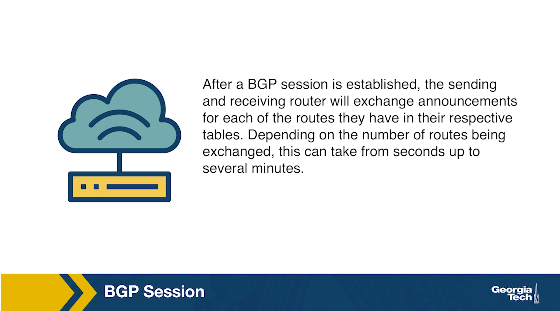 After a BGP session is established, the sending
and receiving router will exchange announcements
for each of the routes they have in their respective
tables. Depending on the number of routes being
exchanged, this can take from seconds up to
several minutes.
BGP Session
Georgia
Tech